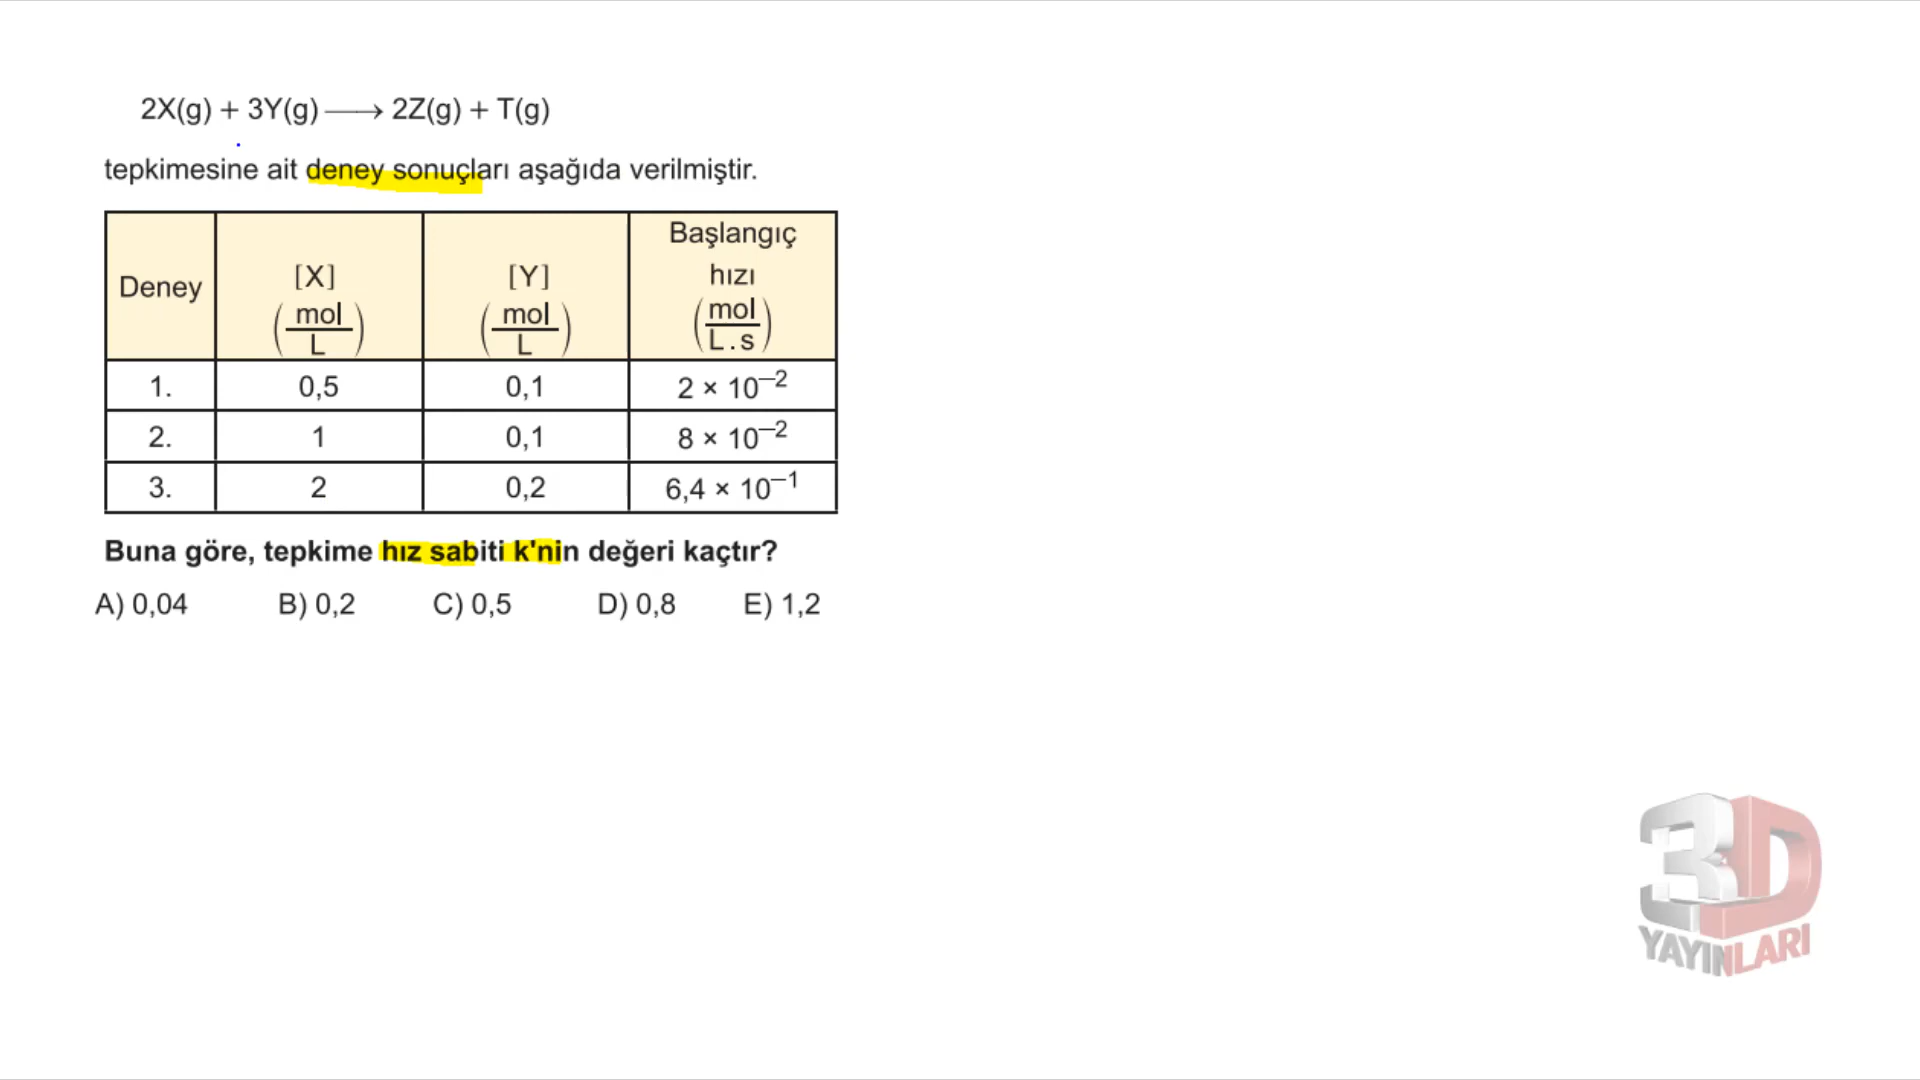 2X(g) + 3Y(g) ⟶ 2Z(g) + T(g)
tepkimesine ait deney sonuçları aşağıda verilmiştir.
Deney | [X] (mol/L) | [Y] (mol/L) | Başlangıç hızı (mol/L.s)
1. | 0,5 | 0,1 | 2 × 10⁻²
2. | 1 | 0,1 | 8 × 10⁻²
3. | 2 | 0,2 | 6,4 × 10⁻¹
Buna göre, tepkime hız sabiti k'nin değeri kaçtır?
A) 0,04 B) 0,2 C) 0,5 D) 0,8 E) 1,2
3D
YAYINLARI